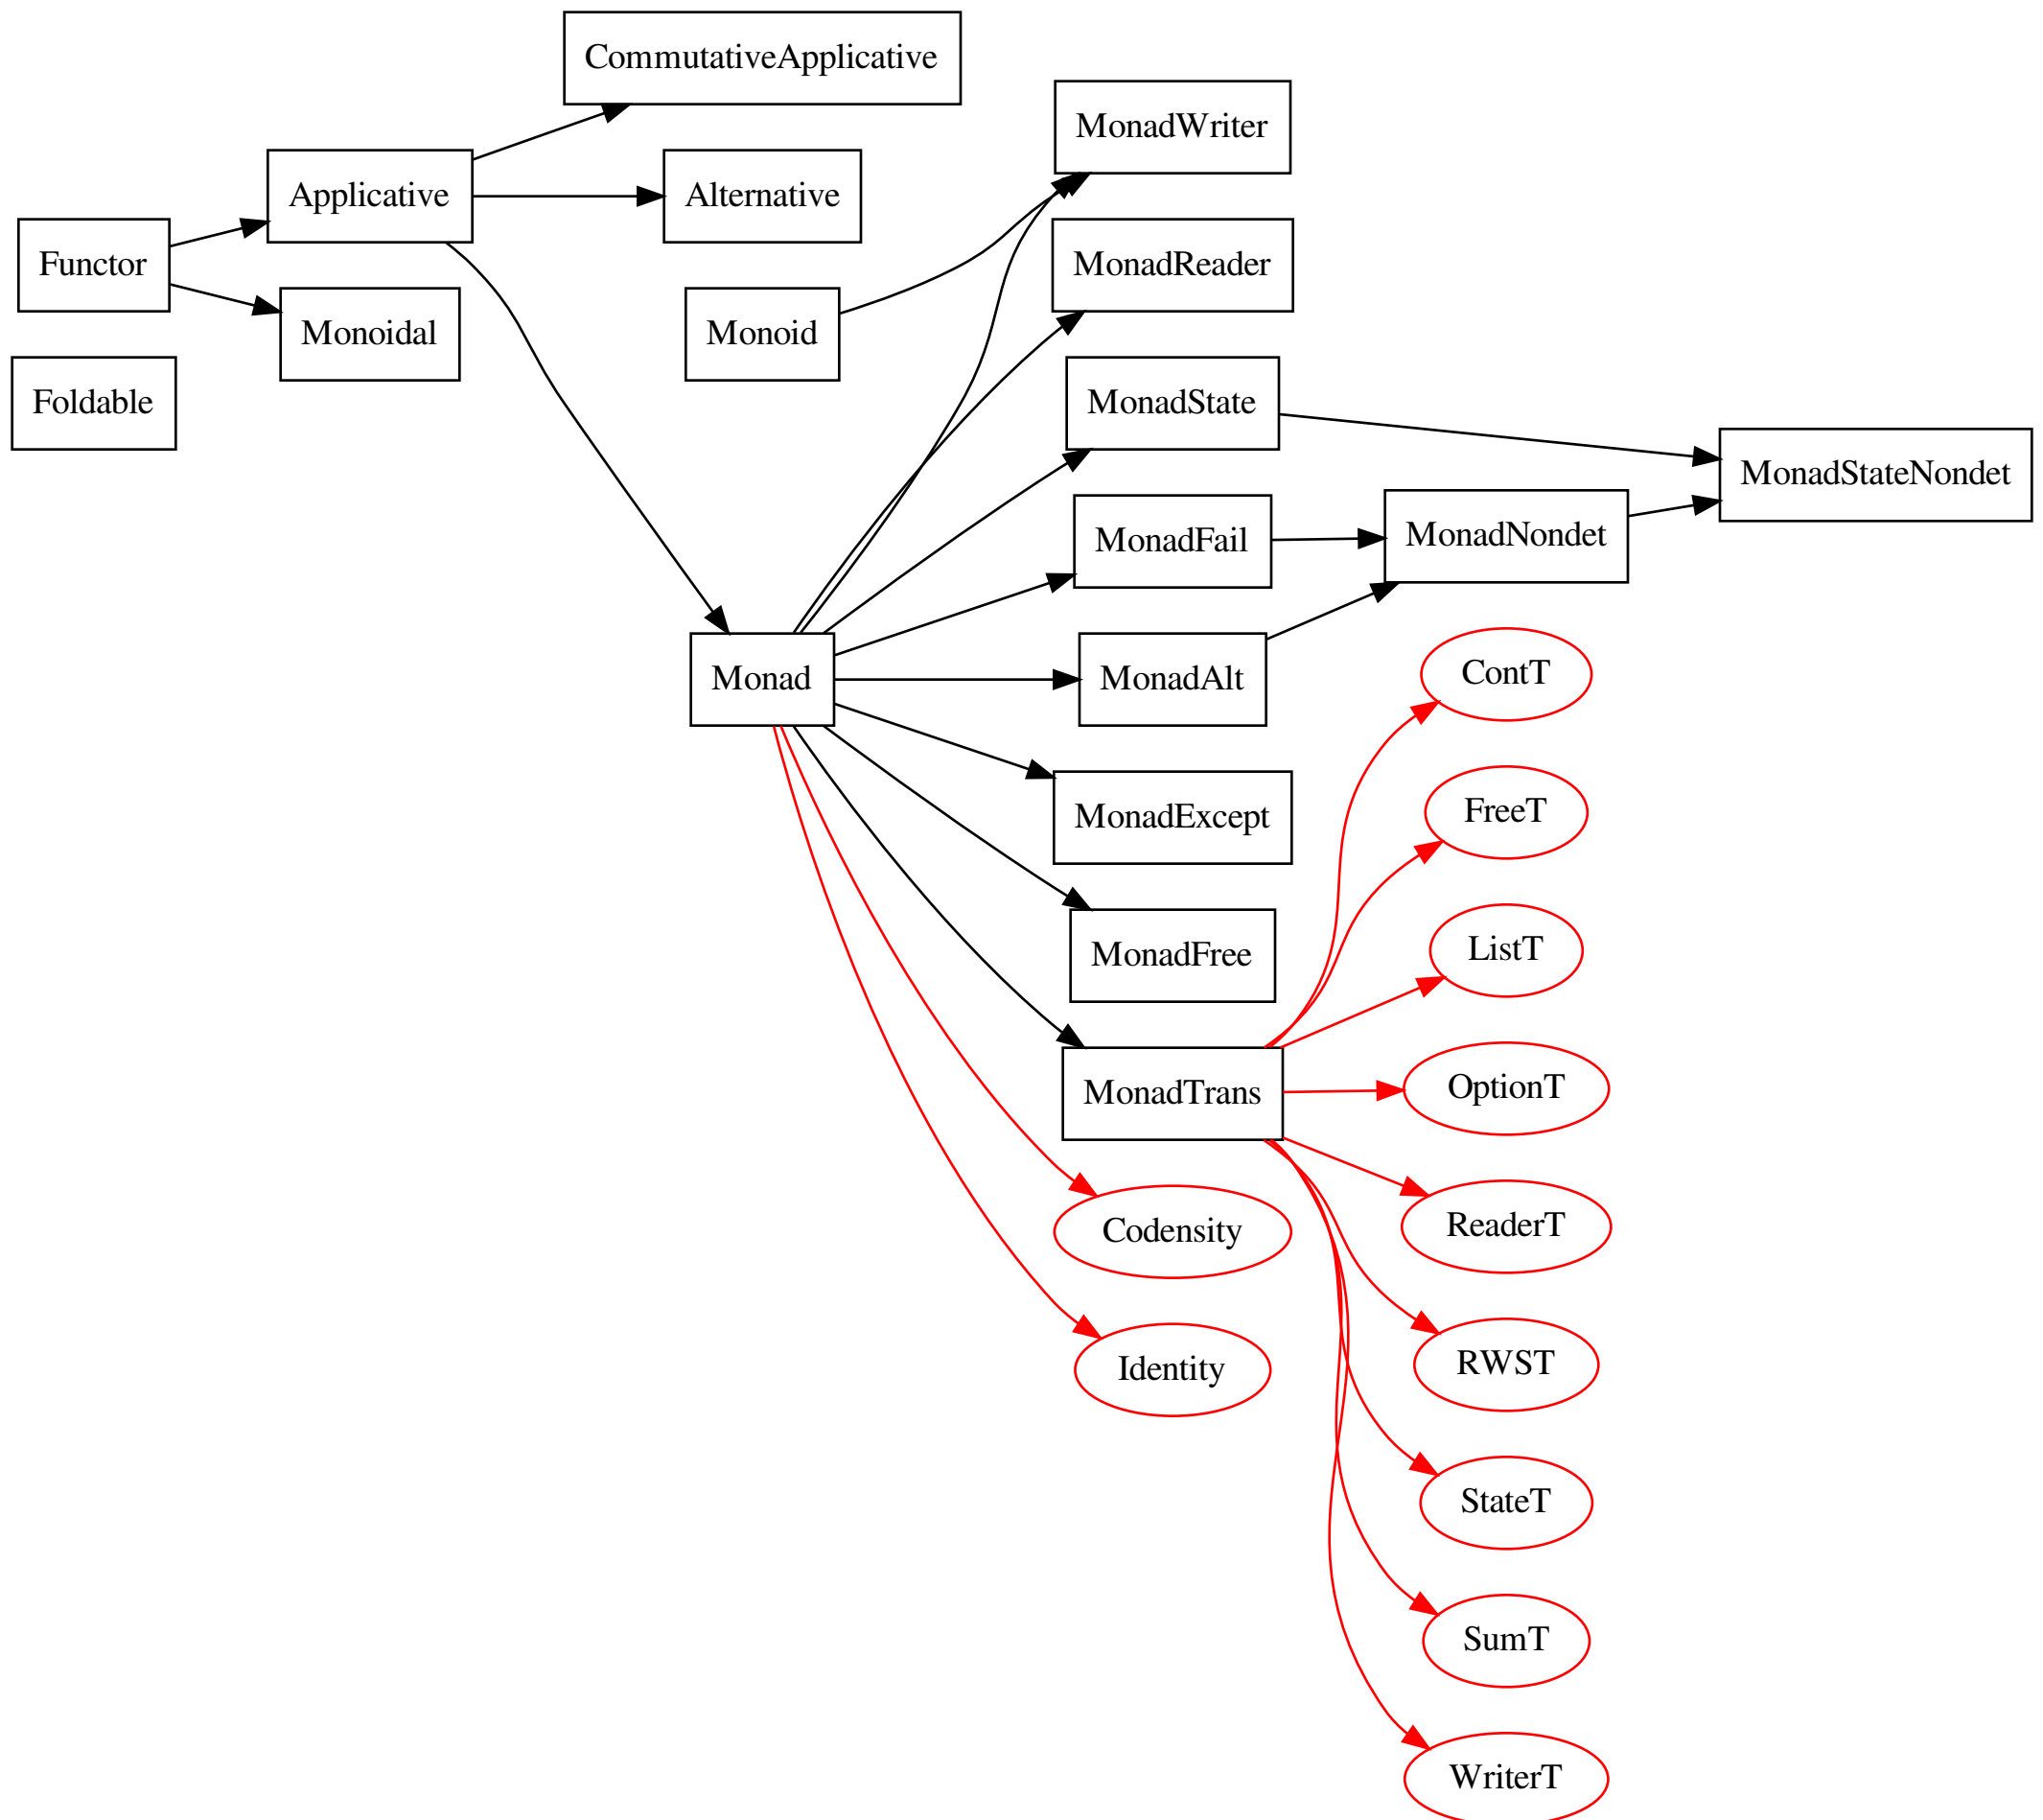 CommutativeApplicative
MonadWriter
Applicative
Alternative
Functor
MonadReader
Monoidal
Monoid
Foldable
MonadState
MonadStateNondet
MonadFail
MonadNondet
Monad
MonadAlt
ContT
MonadExcept
FreeT
MonadFree
ListT
MonadTrans
OptionT
Codensity
ReaderT
Identity
RWST
StateT
SumT
WriterT